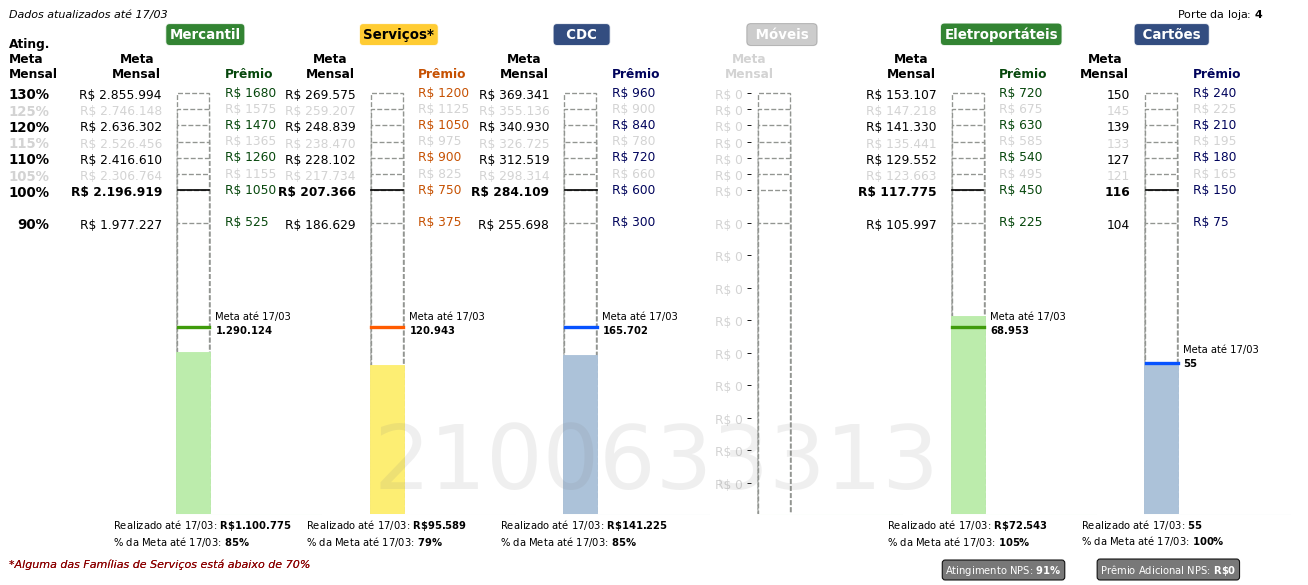 Dados atualizados até 17/03
Porte da loja: 4
Mercantil Serviços* CDC Móveis Eletroportáteis Cartões
Ating.
Meta Meta Meta Meta Meta Meta Meta
Mensal Mensal Prêmio Mensal Prêmio Mensal Prêmio Mensal Mensal Prêmio Mensal Prêmio
130% R$ 2.855.994 R$ 1680 R$ 269.575 R$ 1200 R$ 369.341 R$ 960 R$ 0 R$ 153.107 R$ 720 150 R$ 240
125% R$ 2.746.148 R$ 1575 R$ 259.207 R$ 1125 R$ 355.136 R$ 900 R$ 0 R$ 147.218 R$ 675 145 R$ 225
120% R$ 2.636.302 R$ 1470 R$ 248.839 R$ 1050 R$ 340.930 R$ 840 R$ 0 R$ 141.330 R$ 630 139 R$ 210
115% R$ 2.526.456 R$ 1365 R$ 238.470 R$ 975 R$ 326.725 R$ 780 R$ 0 R$ 135.441 R$ 585 133 R$ 195
110% R$ 2.416.610 R$ 1260 R$ 228.102 R$ 900 R$ 312.519 R$ 720 R$ 0 R$ 129.552 R$ 540 127 R$ 180
105% R$ 2.306.764 R$ 1155 R$ 217.734 R$ 825 R$ 298.314 R$ 660 R$ 0 R$ 123.663 R$ 495 121 R$ 165
100% R$ 2.196.919 R$ 1050 R$ 207.366 R$ 750 R$ 284.109 R$ 600 R$ 0 R$ 117.775 R$ 450 116 R$ 150
90% R$ 1.977.227 R$ 525 R$ 186.629 R$ 375 R$ 255.698 R$ 300 R$ 0 R$ 105.997 R$ 225 104 R$ 75
R$ 0
R$ 0
R$ 0
R$ 0
R$ 0
R$ 0
R$ 0
R$ 0
Meta até 17/03
1.290.124
Meta até 17/03
120.943
Meta até 17/03
165.702
Meta até 17/03
68.953
Meta até 17/03
55
2100633313
Realizado até 17/03: R$1.100.775
% da Meta até 17/03: 85%
Realizado até 17/03: R$95.589
% da Meta até 17/03: 79%
Realizado até 17/03: R$141.225
% da Meta até 17/03: 85%
Realizado até 17/03: R$72.543
% da Meta até 17/03: 105%
Realizado até 17/03: 55
% da Meta até 17/03: 100%
*Alguma das Famílias de Serviços está abaixo de 70%
Atingimento NPS: 91%
Prêmio Adicional NPS: R$0